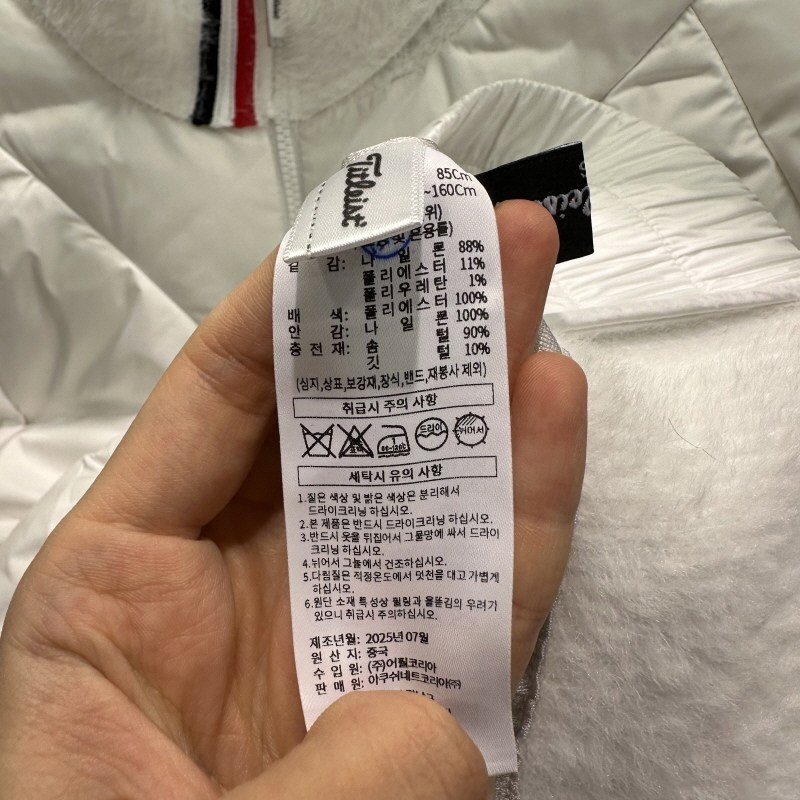 Titleist
85Cm
~160Cm
위)
혼용률)
겉 감: 나 일 론 88%
폴 리 에 스 터 11%
폴 리 우 레 탄 1%
배 색: 폴 리 에 스 터 100%
안 감: 나 일 론 100%
충 전 재: 솜 털 90%
깃 털 10%
(심지,상표,보강재,장식,밴드,재봉사 제외)
취급시 주의 사항
드라이
세탁시 유의 사항
1.짙은 색상 및 밝은 색상은 분리해서
드라이크리닝 하십시오.
2.본 제품은 반드시 드라이크리닝 하십시오.
3.반드시 옷을 뒤집어서 그물망에 싸서 드라이
크리닝 하십시오.
4.뉘어서 그늘에서 건조하십시오.
5.다림질은 적정온도에서 덧천을 대고 가볍게
하십시오.
6.원단 소재 특성상 필링과 올뜯김의 우려가
있으니 취급시 주의하십시오.
제조년월: 2025년 07월
원 산 지: 중국
수 입 원: (주)어퓔코리아
판 매 원: 아쿠쉬네트코리아㈜